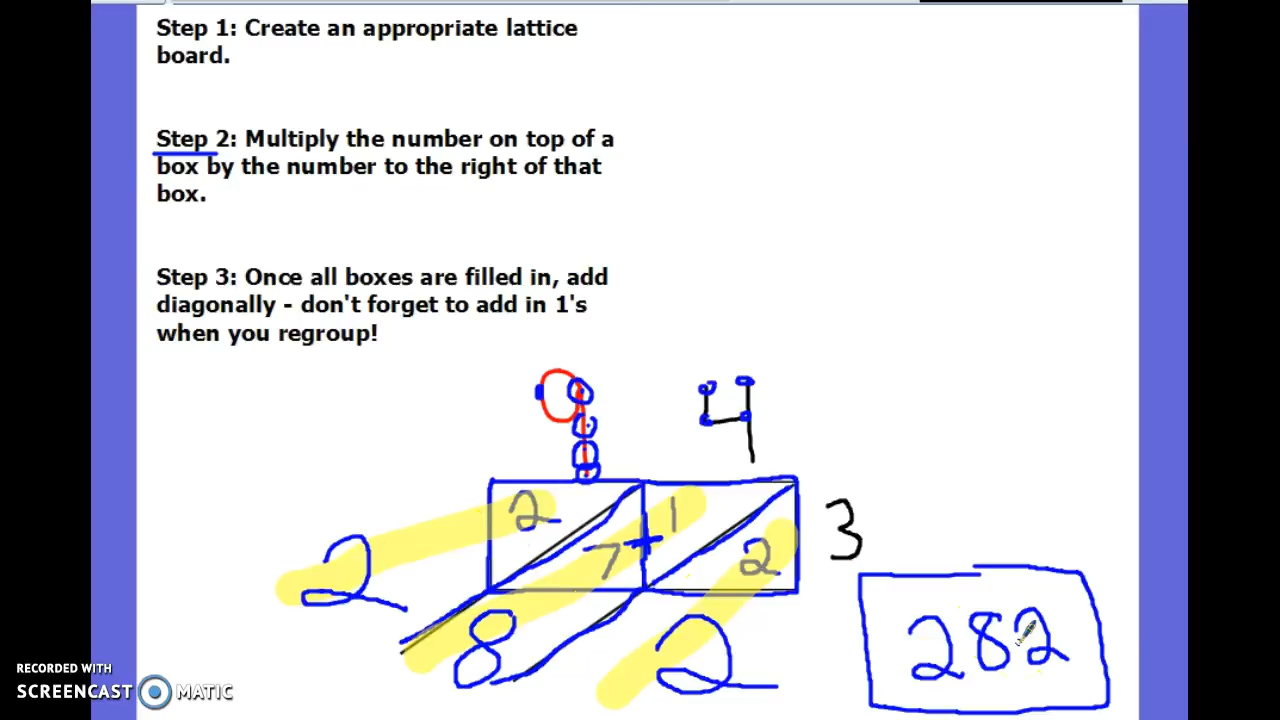 Step 1: Create an appropriate lattice
board.
Step 2: Multiply the number on top of a
box by the number to the right of that
box.
Step 3: Once all boxes are filled in, add
diagonally - don't forget to add in 1's
when you regroup!
9 4
2 1
7 + 2 3
2 8 2
282
RECORDED WITH
SCREENCAST MATIC